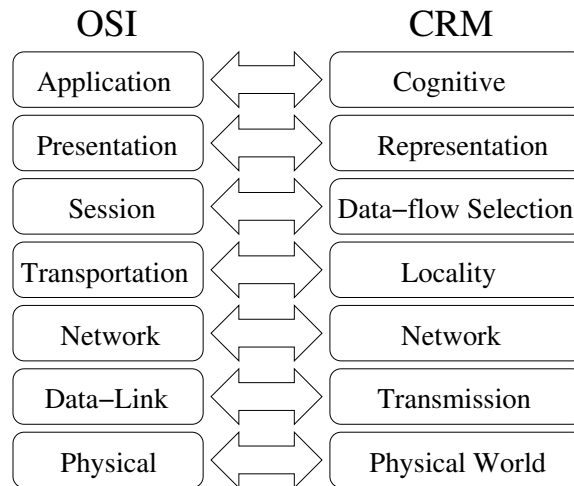 OSI
CRM
Application
Cognitive
Presentation
Representation
Session
Data−flow Selection
Transportation
Locality
Network
Network
Data−Link
Transmission
Physical
Physical World